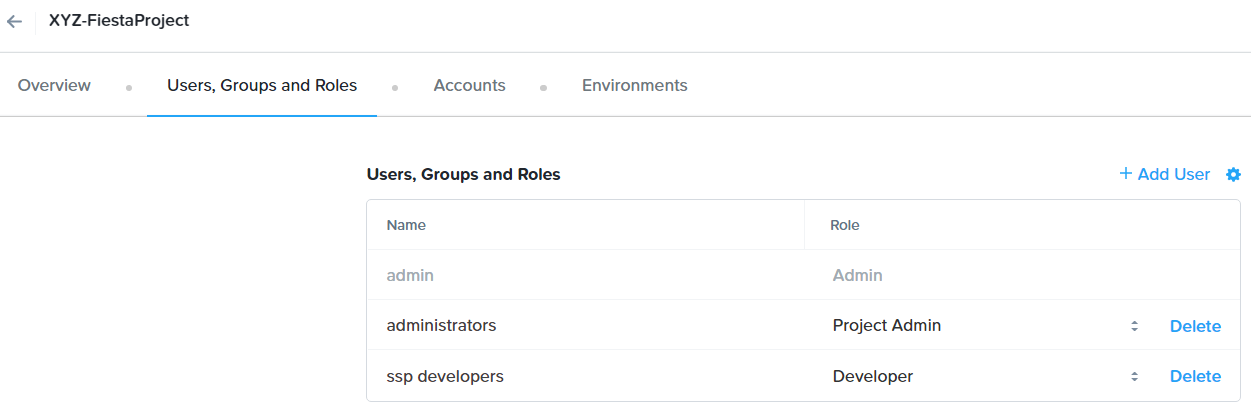 XYZ-FiestaProject
Overview Users, Groups and Roles Accounts Environments
Users, Groups and Roles + Add User
Name Role
admin Admin
administrators Project Admin Delete
ssp developers Developer Delete